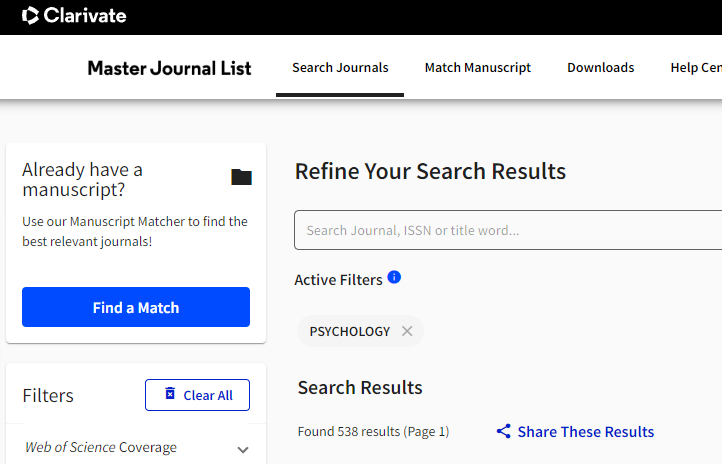 Clarivate
Master Journal List
Search Journals
Match Manuscript
Downloads
Help Cen
Already have a
manuscript?
Use our Manuscript Matcher to find the
best relevant journals!
Find a Match
Filters
Clear All
Web of Science Coverage
Refine Your Search Results
Search Journal, ISSN or title word...
Active Filters
PSYCHOLOGY
Search Results
Found 538 results (Page 1)
Share These Results